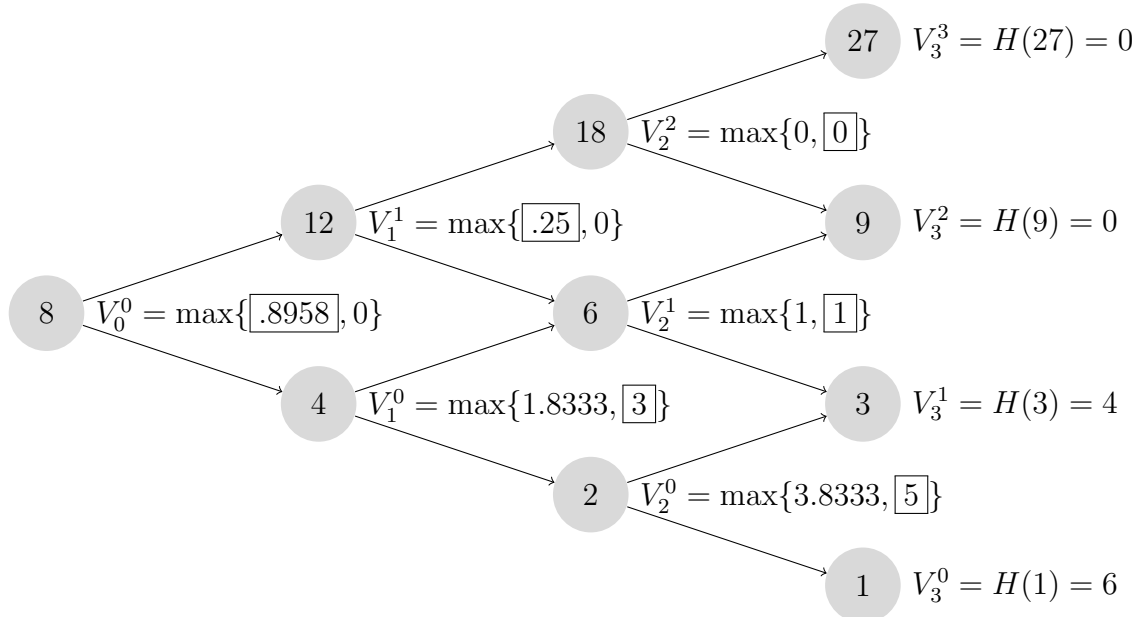 27 V_3^3 = H(27) = 0
18 V_2^2 = max{0, 0}
12 V_1^1 = max{.25, 0}
9 V_3^2 = H(9) = 0
8 V_0^0 = max{.8958, 0}
6 V_2^1 = max{1, 1}
4 V_1^0 = max{1.8333, 3}
3 V_3^1 = H(3) = 4
2 V_2^0 = max{3.8333, 5}
1 V_3^0 = H(1) = 6